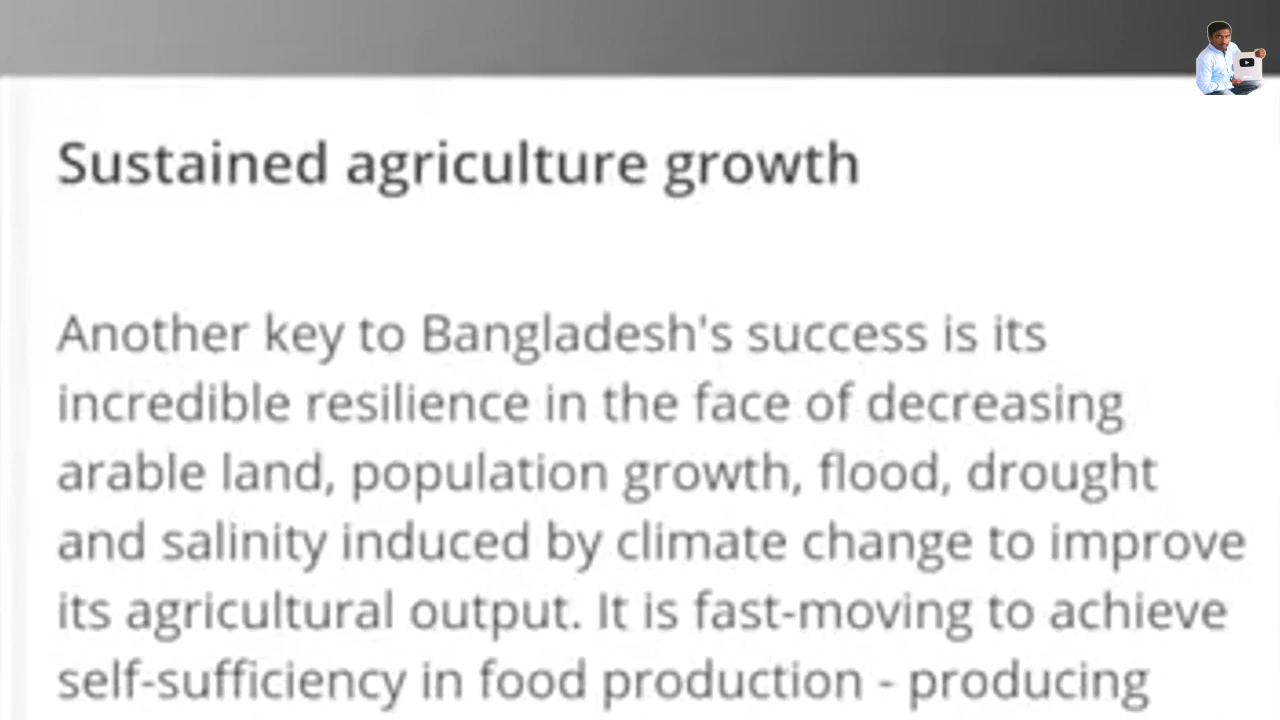 Sustained agriculture growth
Another key to Bangladesh's success is its
incredible resilience in the face of decreasing
arable land, population growth, flood, drought
and salinity induced by climate change to improve
its agricultural output. It is fast-moving to achieve
self-sufficiency in food production - producing